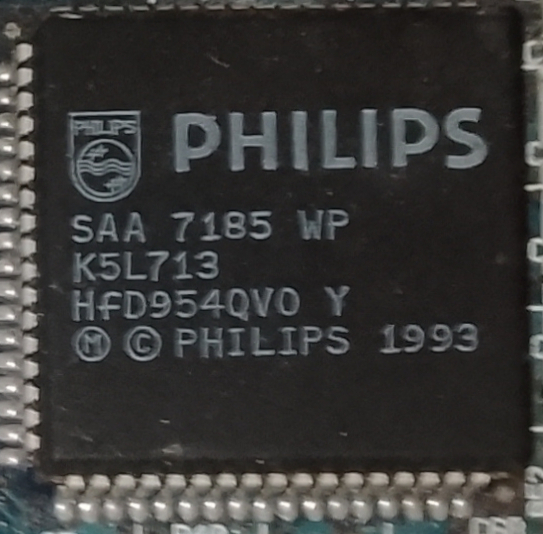 PHILIPS
PHILIPS
SAA 7185 WP
K5L713
HfD954QV0 Y
Ⓜ © PHILIPS 1993